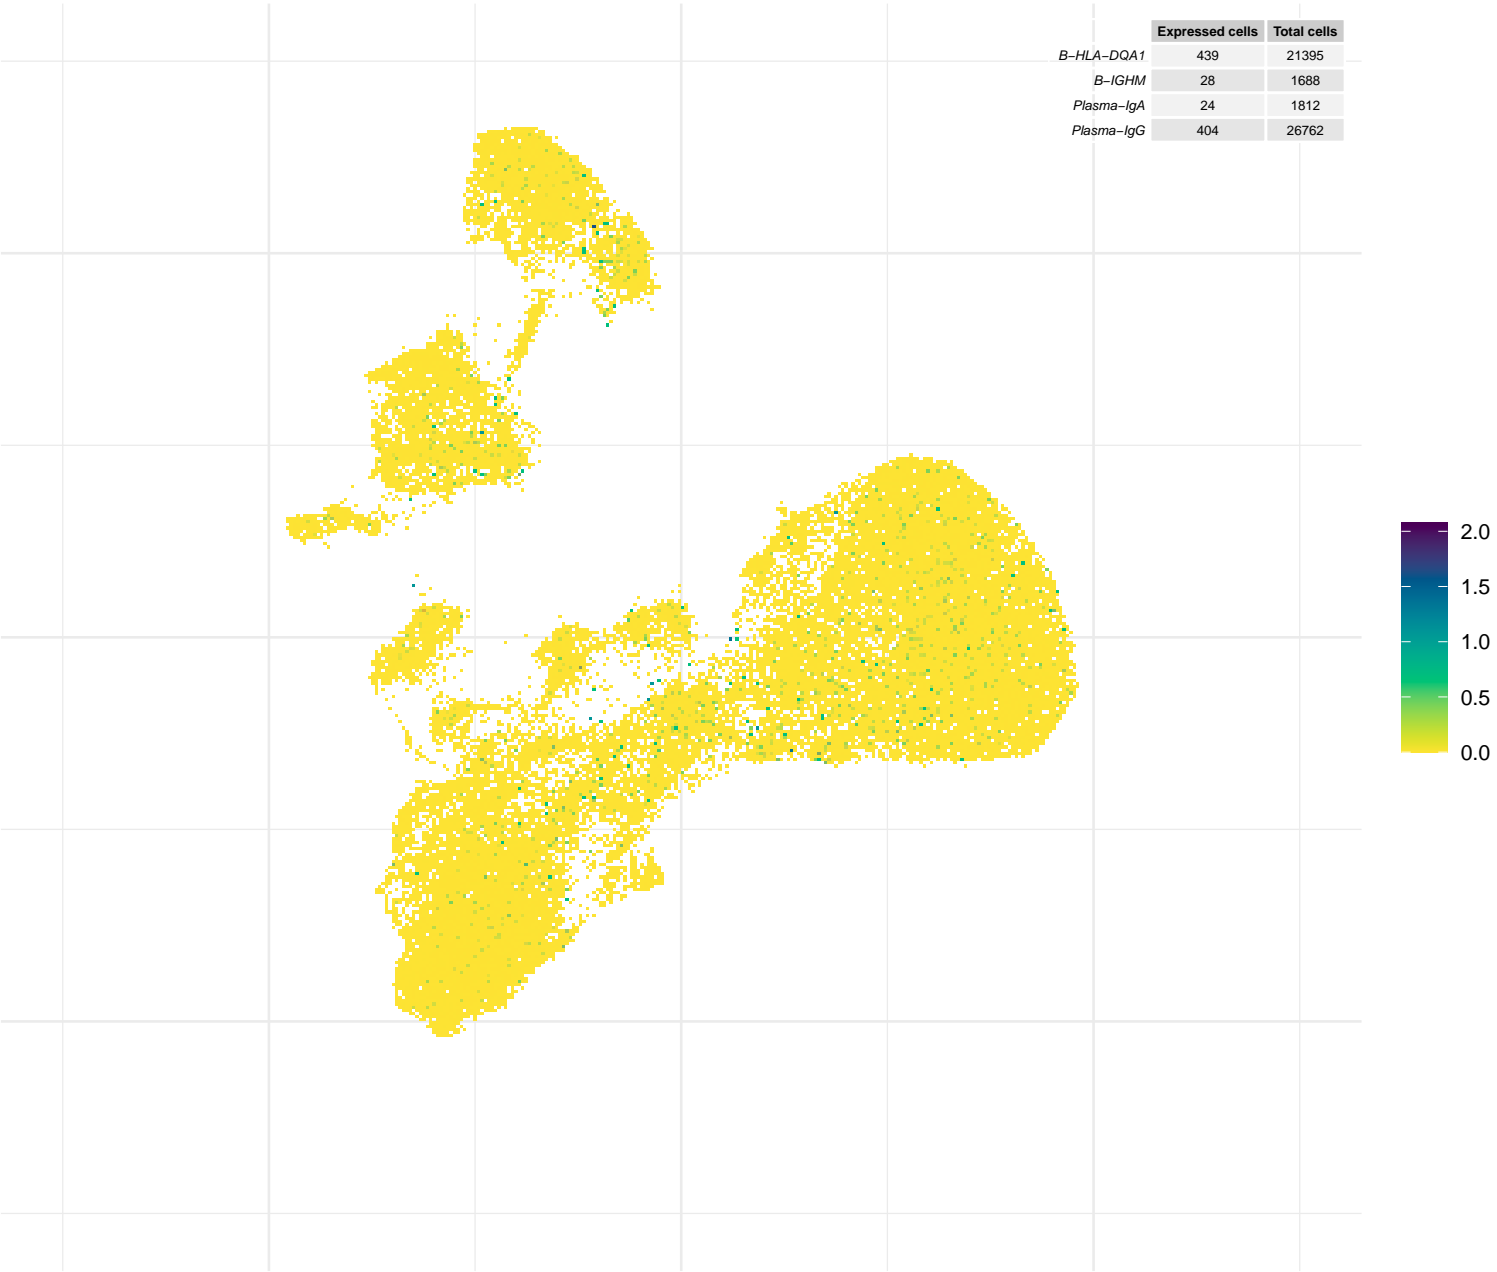 Expressed cells Total cells
B−HLA−DQA1 439 21395
B−IGHM 28 1688
Plasma−IgA 24 1812
Plasma−IgG 404 26762
2.0
1.5
1.0
0.5
0.0